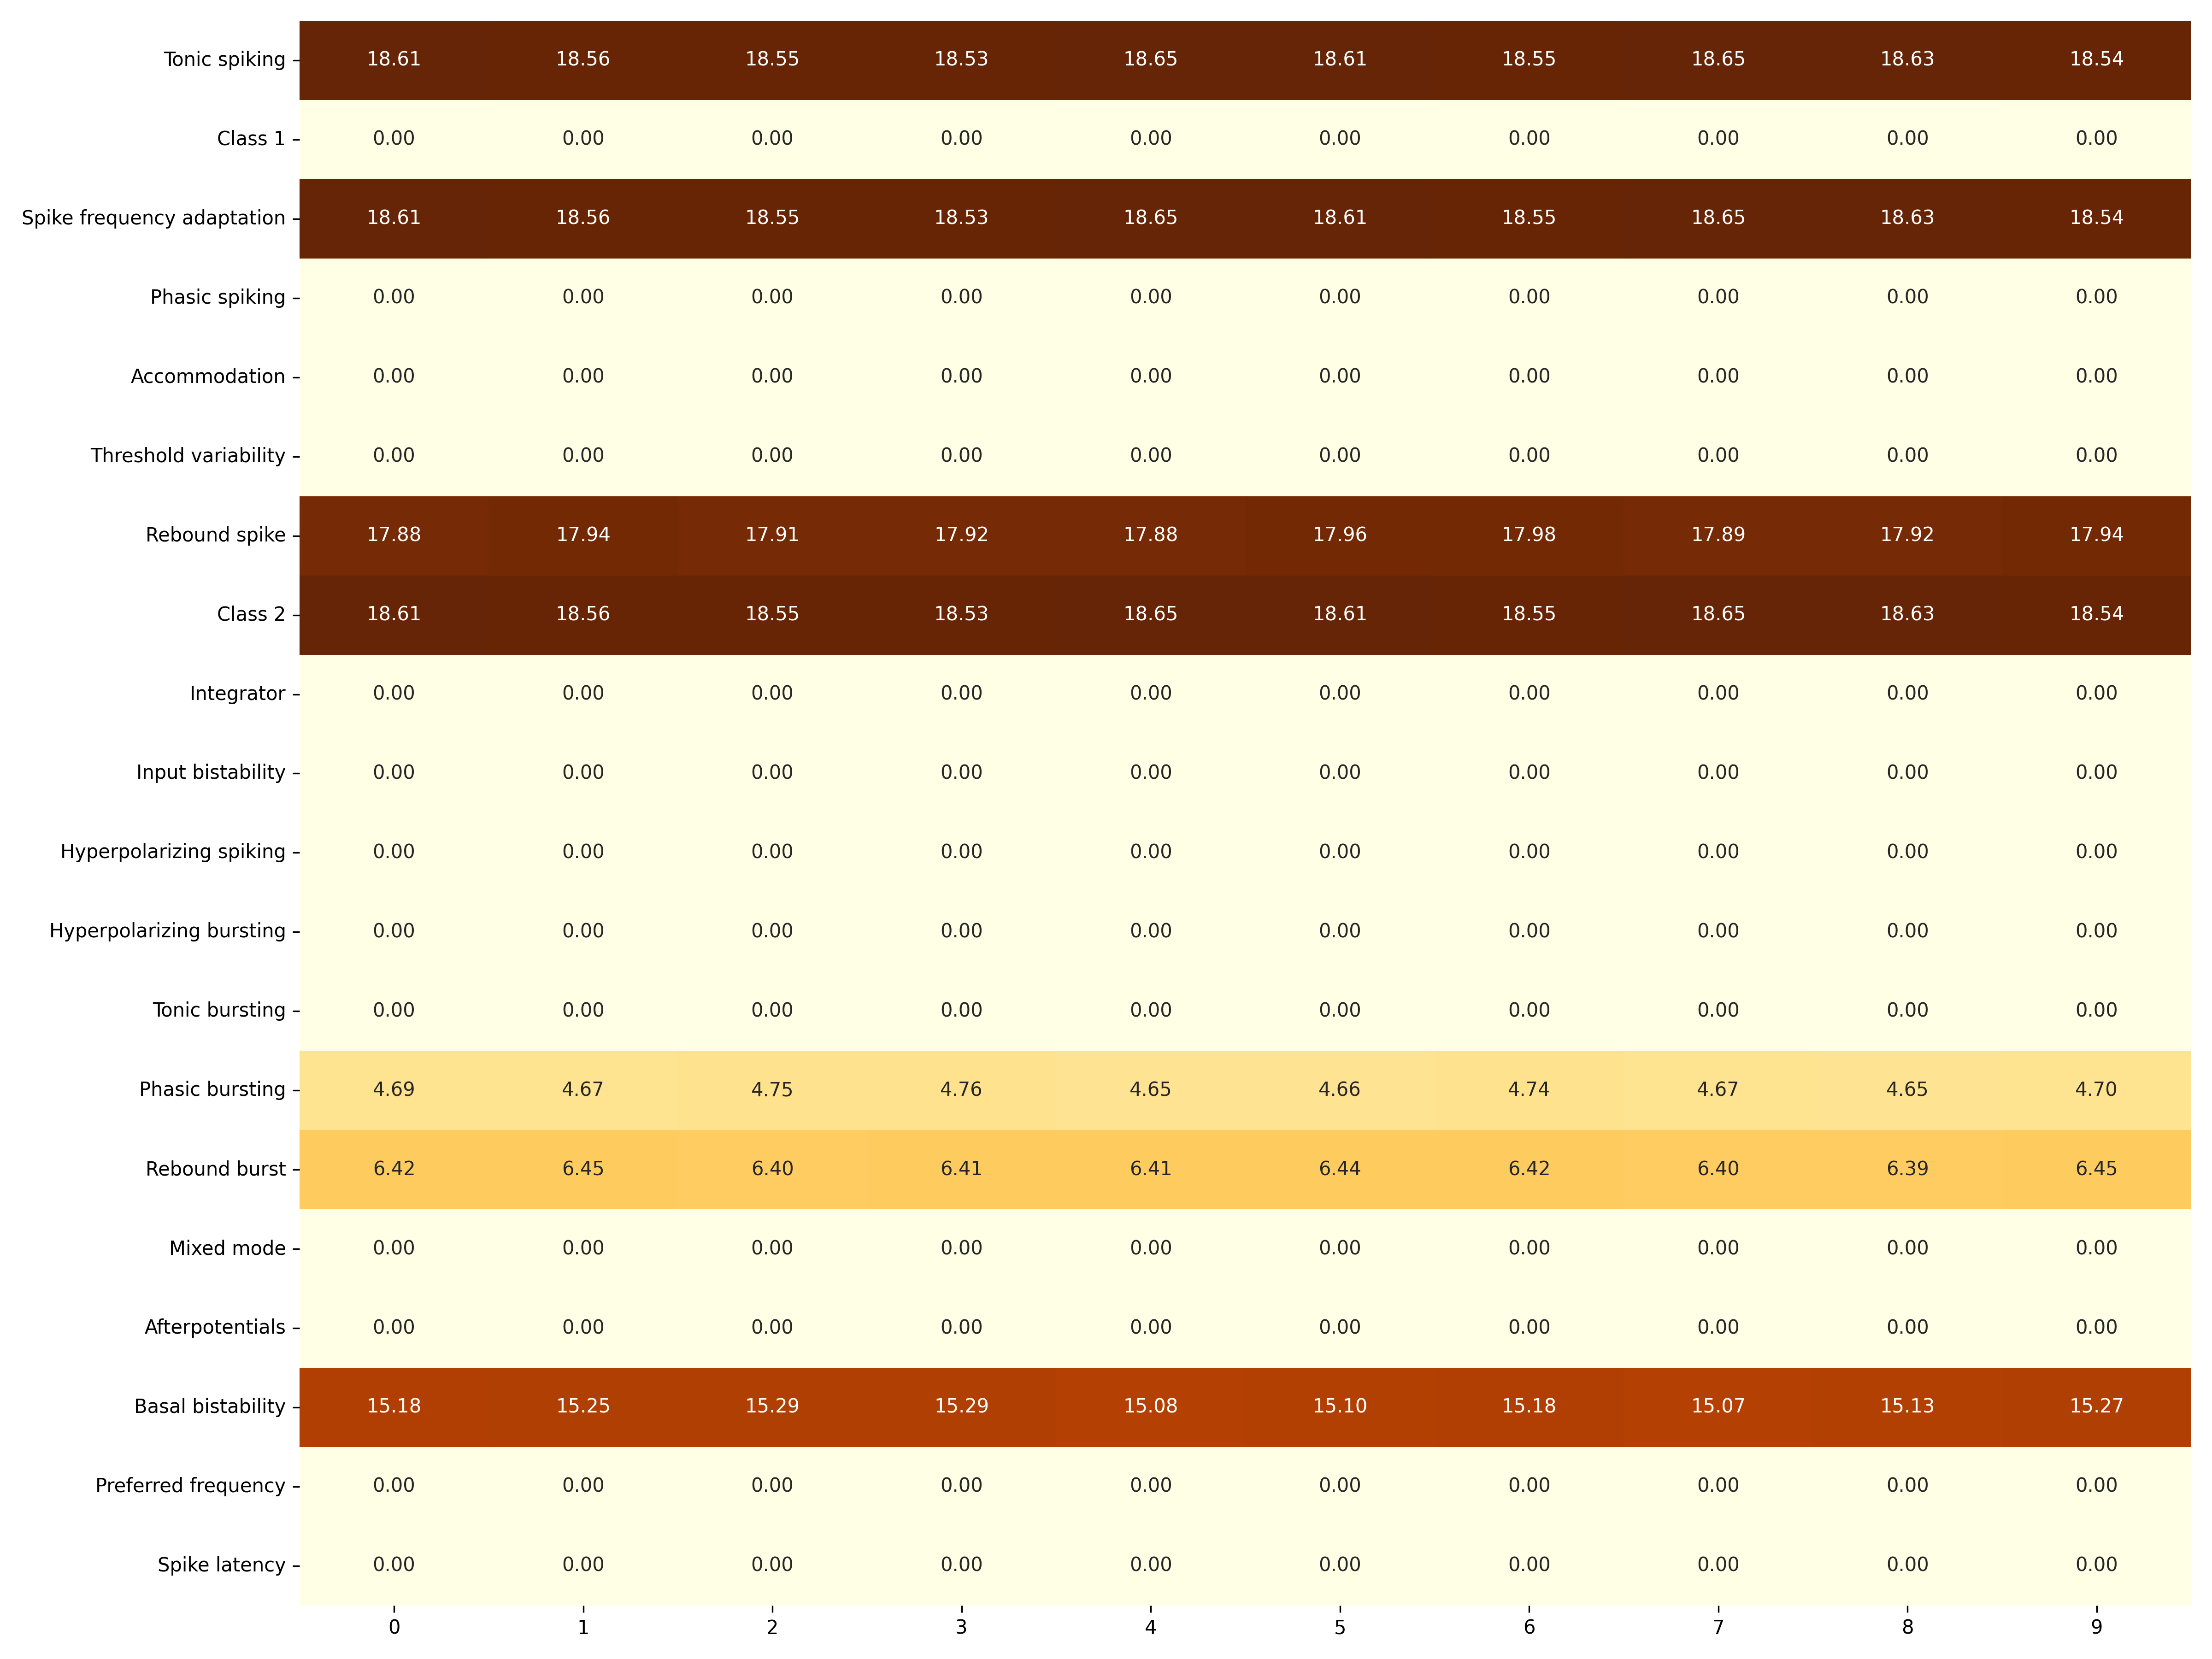 Tonic spiking 18.61 18.56 18.55 18.53 18.65 18.61 18.55 18.65 18.63 18.54
Class 1 0.00 0.00 0.00 0.00 0.00 0.00 0.00 0.00 0.00 0.00
Spike frequency adaptation 18.61 18.56 18.55 18.53 18.65 18.61 18.55 18.65 18.63 18.54
Phasic spiking 0.00 0.00 0.00 0.00 0.00 0.00 0.00 0.00 0.00 0.00
Accommodation 0.00 0.00 0.00 0.00 0.00 0.00 0.00 0.00 0.00 0.00
Threshold variability 0.00 0.00 0.00 0.00 0.00 0.00 0.00 0.00 0.00 0.00
Rebound spike 17.88 17.94 17.91 17.92 17.88 17.96 17.98 17.89 17.92 17.94
Class 2 18.61 18.56 18.55 18.53 18.65 18.61 18.55 18.65 18.63 18.54
Integrator 0.00 0.00 0.00 0.00 0.00 0.00 0.00 0.00 0.00 0.00
Input bistability 0.00 0.00 0.00 0.00 0.00 0.00 0.00 0.00 0.00 0.00
Hyperpolarizing spiking 0.00 0.00 0.00 0.00 0.00 0.00 0.00 0.00 0.00 0.00
Hyperpolarizing bursting 0.00 0.00 0.00 0.00 0.00 0.00 0.00 0.00 0.00 0.00
Tonic bursting 0.00 0.00 0.00 0.00 0.00 0.00 0.00 0.00 0.00 0.00
Phasic bursting 4.69 4.67 4.75 4.76 4.65 4.66 4.74 4.67 4.65 4.70
Rebound burst 6.42 6.45 6.40 6.41 6.41 6.44 6.42 6.40 6.39 6.45
Mixed mode 0.00 0.00 0.00 0.00 0.00 0.00 0.00 0.00 0.00 0.00
Afterpotentials 0.00 0.00 0.00 0.00 0.00 0.00 0.00 0.00 0.00 0.00
Basal bistability 15.18 15.25 15.29 15.29 15.08 15.10 15.18 15.07 15.13 15.27
Preferred frequency 0.00 0.00 0.00 0.00 0.00 0.00 0.00 0.00 0.00 0.00
Spike latency 0.00 0.00 0.00 0.00 0.00 0.00 0.00 0.00 0.00 0.00
0 1 2 3 4 5 6 7 8 9